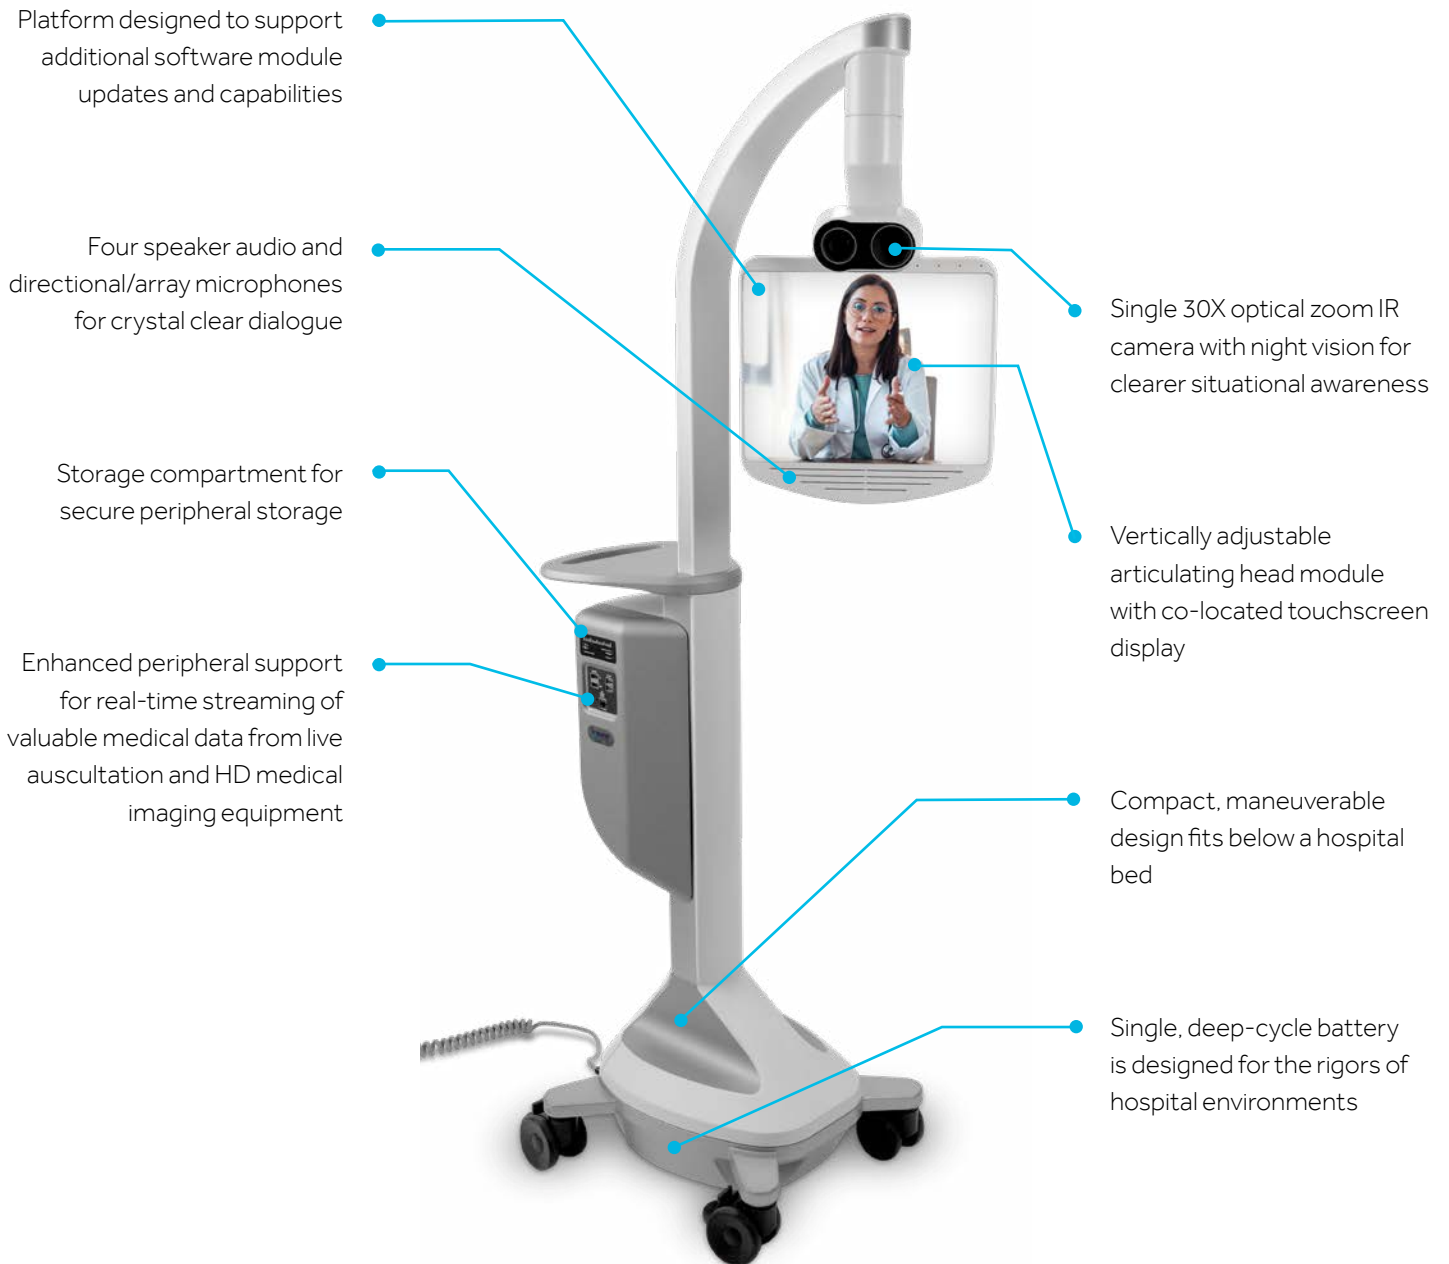 Platform designed to support
additional software module
updates and capabilities
Four speaker audio and
directional/array microphones
for crystal clear dialogue
Storage compartment for
secure peripheral storage
Enhanced peripheral support
for real-time streaming of
valuable medical data from live
auscultation and HD medical
imaging equipment
Single 30X optical zoom IR
camera with night vision for
clearer situational awareness
Vertically adjustable
articulating head module
with co-located touchscreen
display
Compact, maneuverable
design fits below a hospital
bed
Single, deep-cycle battery
is designed for the rigors of
hospital environments